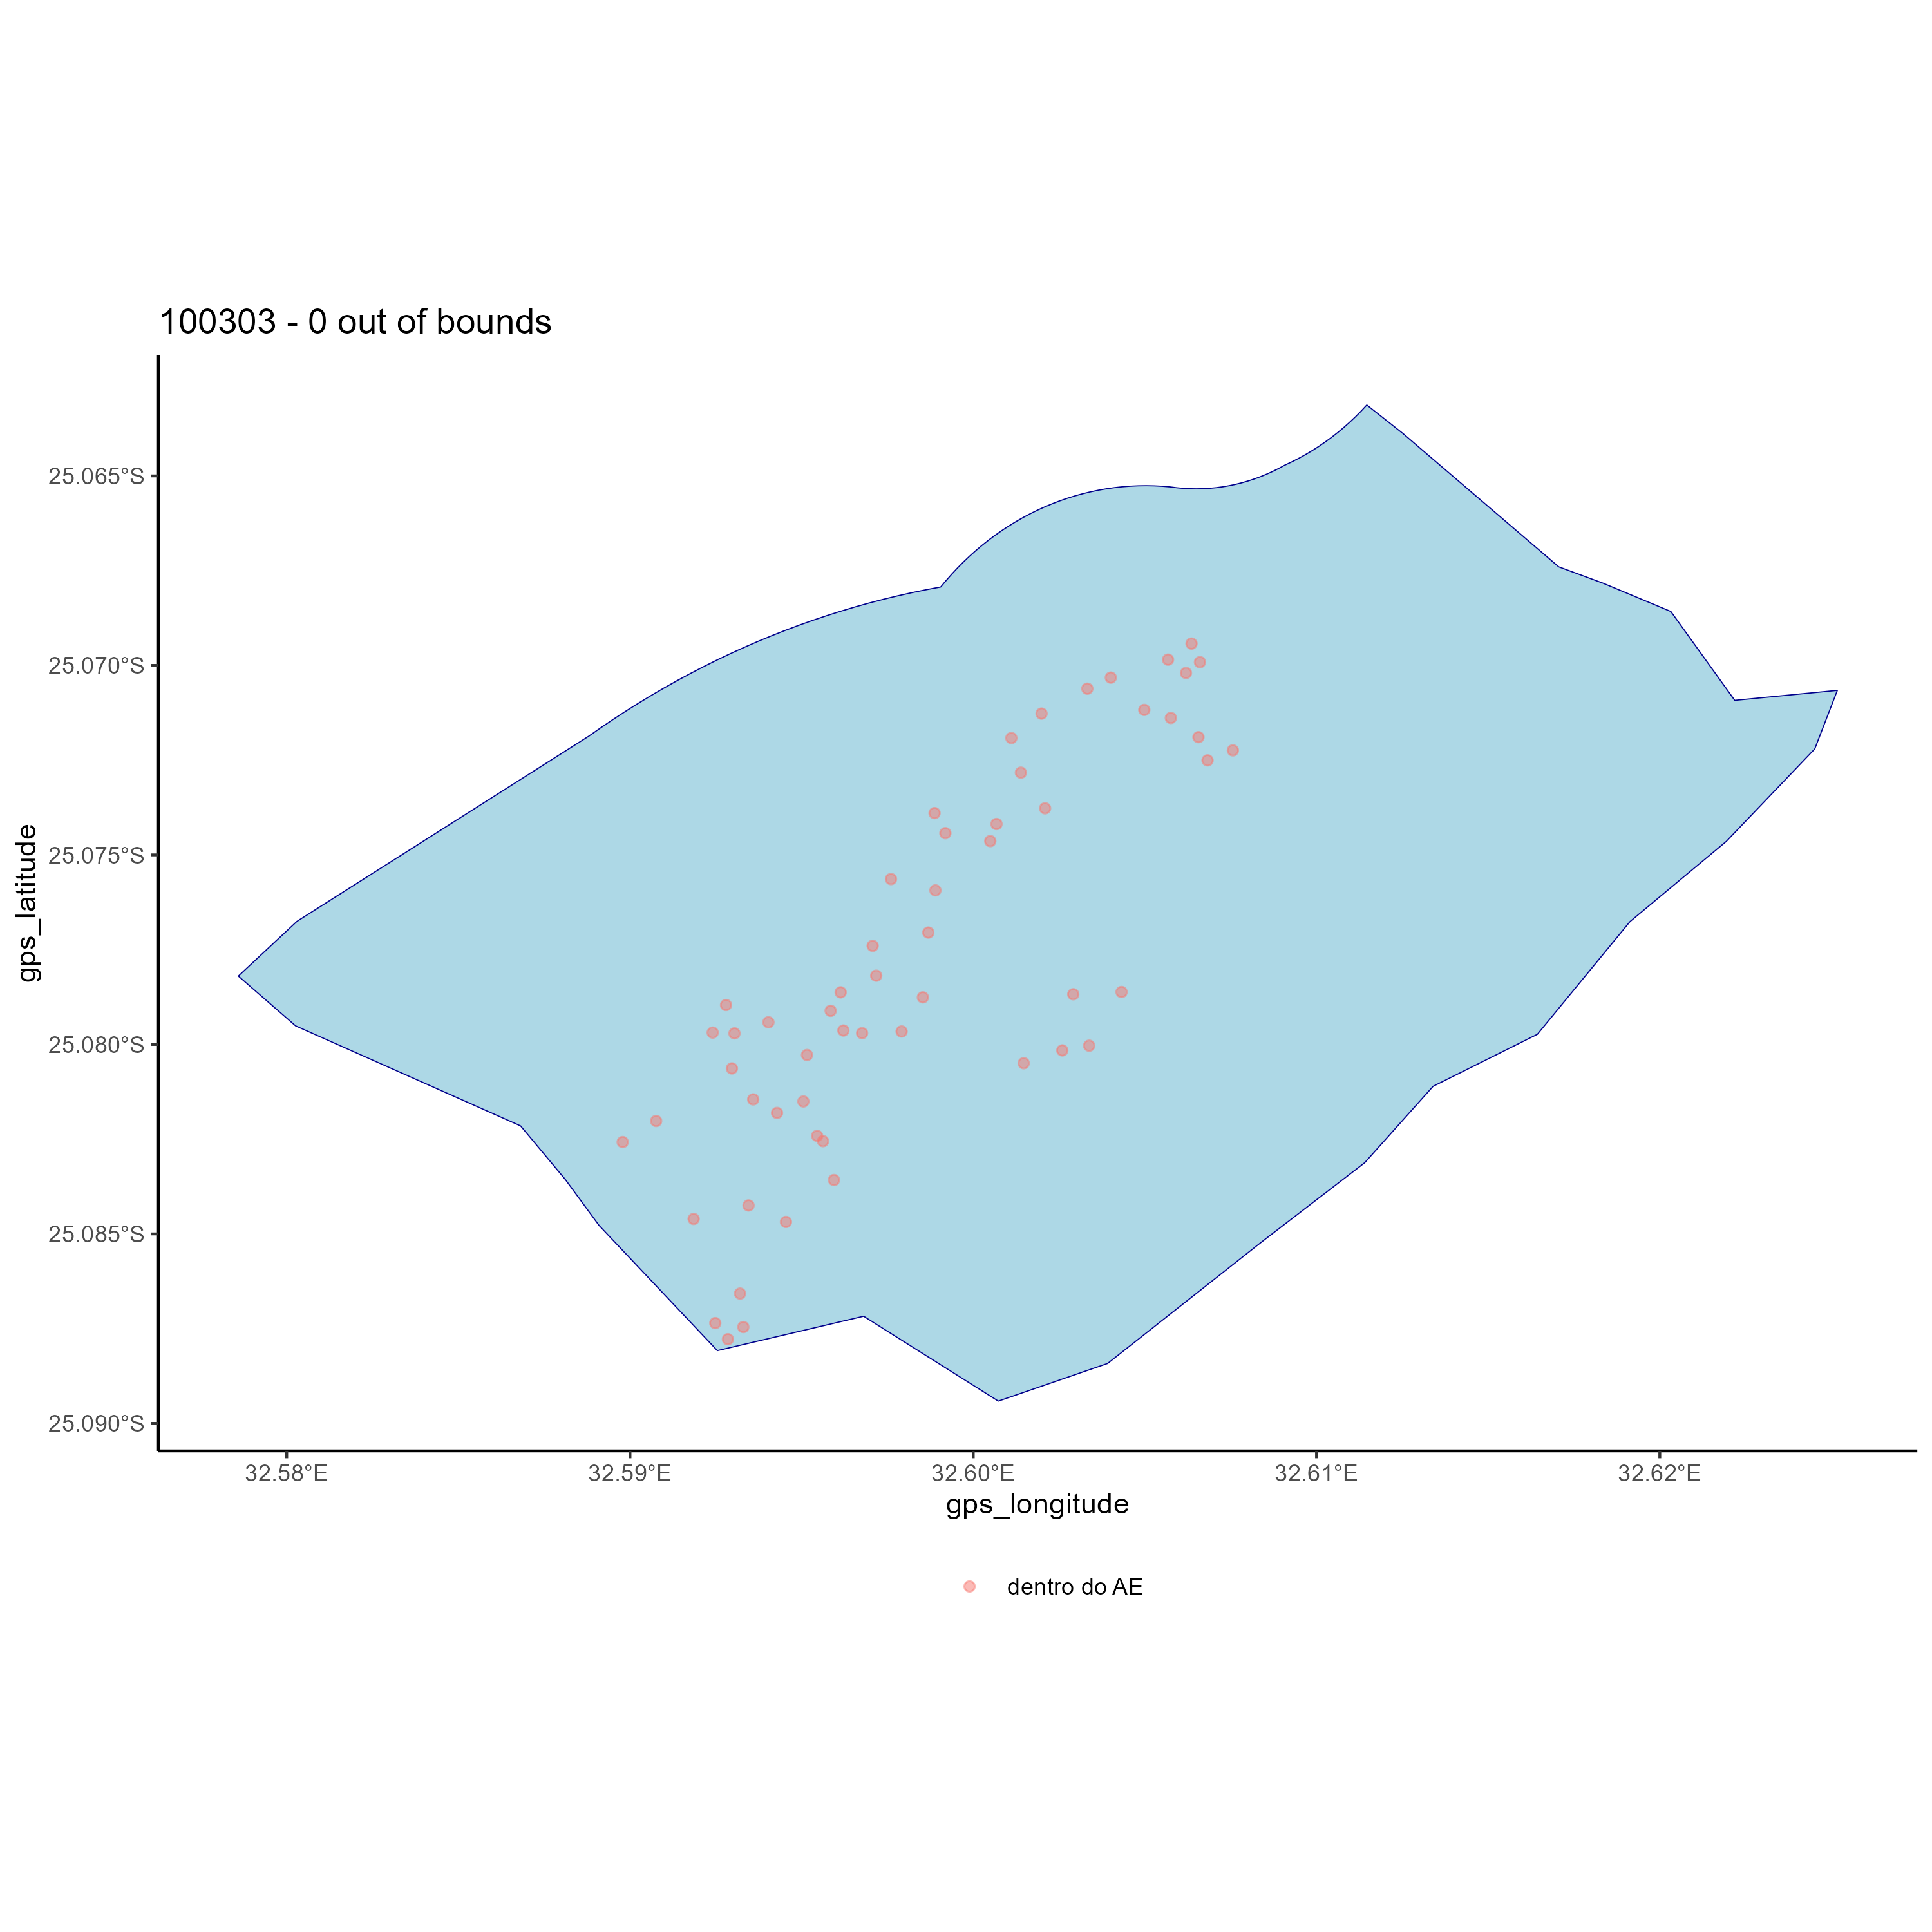 100303 - 0 out of bounds
25.065°S
25.070°S
25.075°S
25.080°S
25.085°S
25.090°S
gps_latitude
32.58°E 32.59°E 32.60°E 32.61°E 32.62°E
gps_longitude
dentro do AE